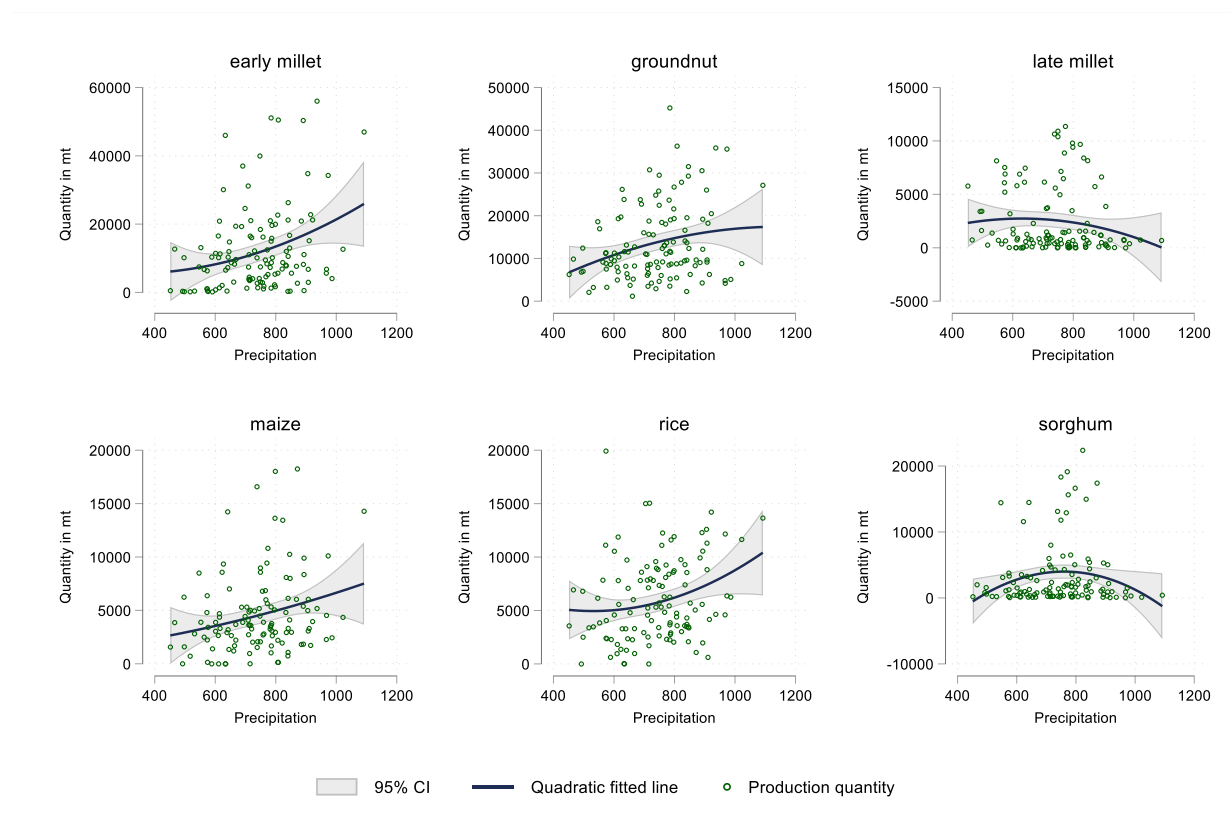 early millet
60000
40000
20000
0
Quantity in mt
400 600 800 1000 1200
Precipitation
groundnut
50000
40000
30000
20000
10000
0
Quantity in mt
400 600 800 1000 1200
Precipitation
late millet
15000
10000
5000
0
-5000
Quantity in mt
400 600 800 1000 1200
Precipitation
maize
20000
15000
10000
5000
0
Quantity in mt
400 600 800 1000 1200
Precipitation
rice
20000
15000
10000
5000
0
Quantity in mt
400 600 800 1000 1200
Precipitation
sorghum
20000
10000
0
-10000
Quantity in mt
400 600 800 1000 1200
Precipitation
95% CI Quadratic fitted line Production quantity